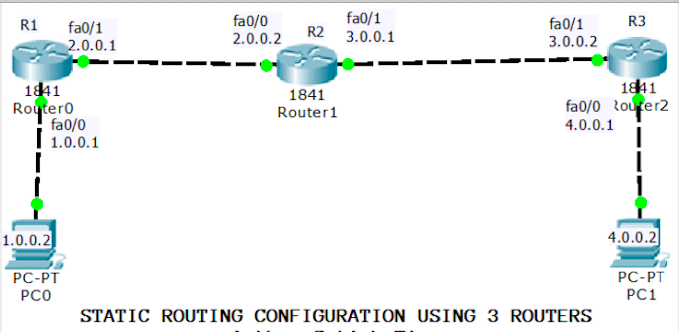 R1
fa0/1
2.0.0.1
1841
Router0
fa0/0
1.0.0.1
1.0.0.2
PC-PT
PC0
fa0/0
2.0.0.2
R2
fa0/1
3.0.0.1
1841
Router1
fa0/1
3.0.0.2
R3
1841
Router2
fa0/0
4.0.0.1
4.0.0.2
PC-PT
PC1
STATIC ROUTING CONFIGURATION USING 3 ROUTERS